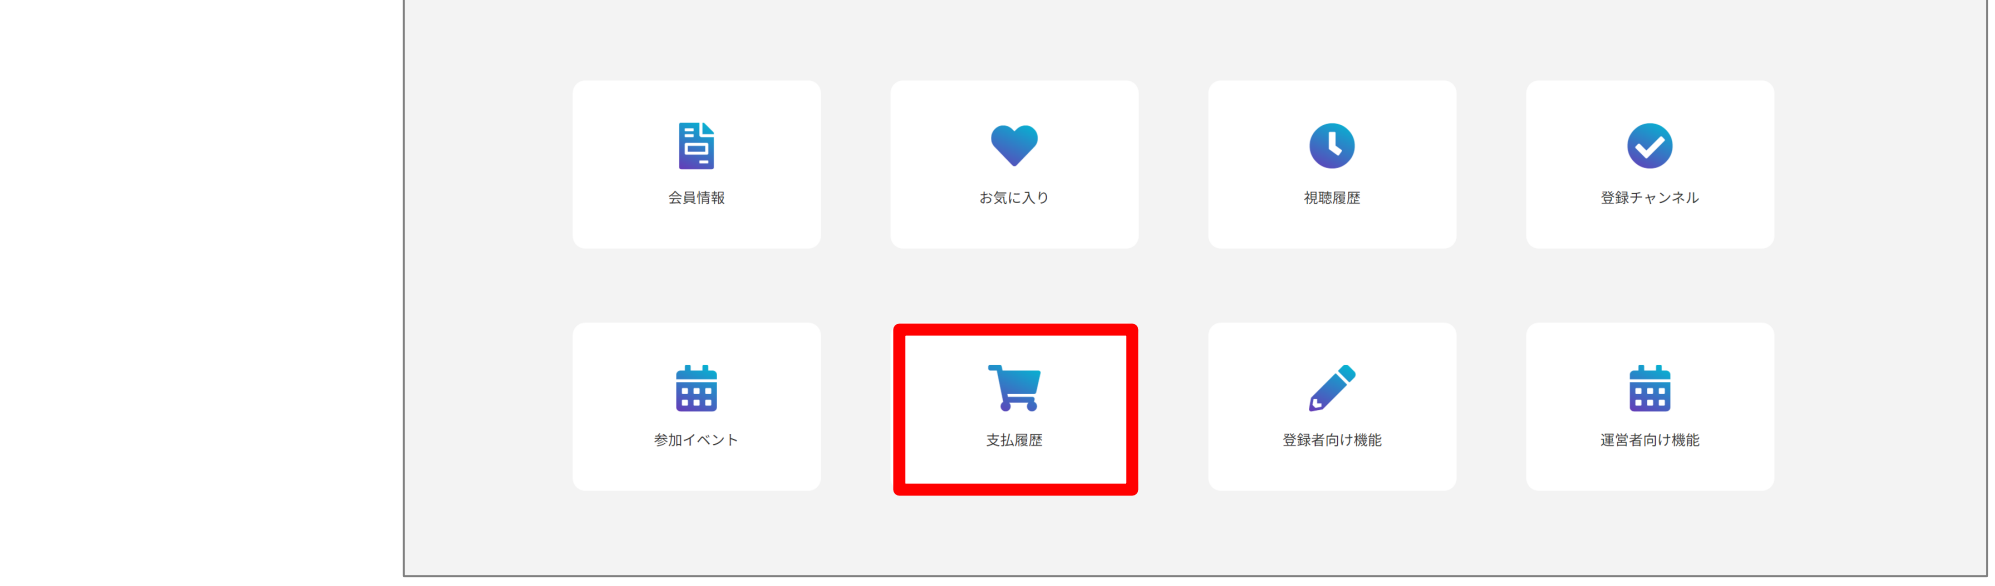 会員情報
お気に入り
視聴履歴
登録チャンネル
参加イベント
支払履歴
登録者向け機能
運営者向け機能